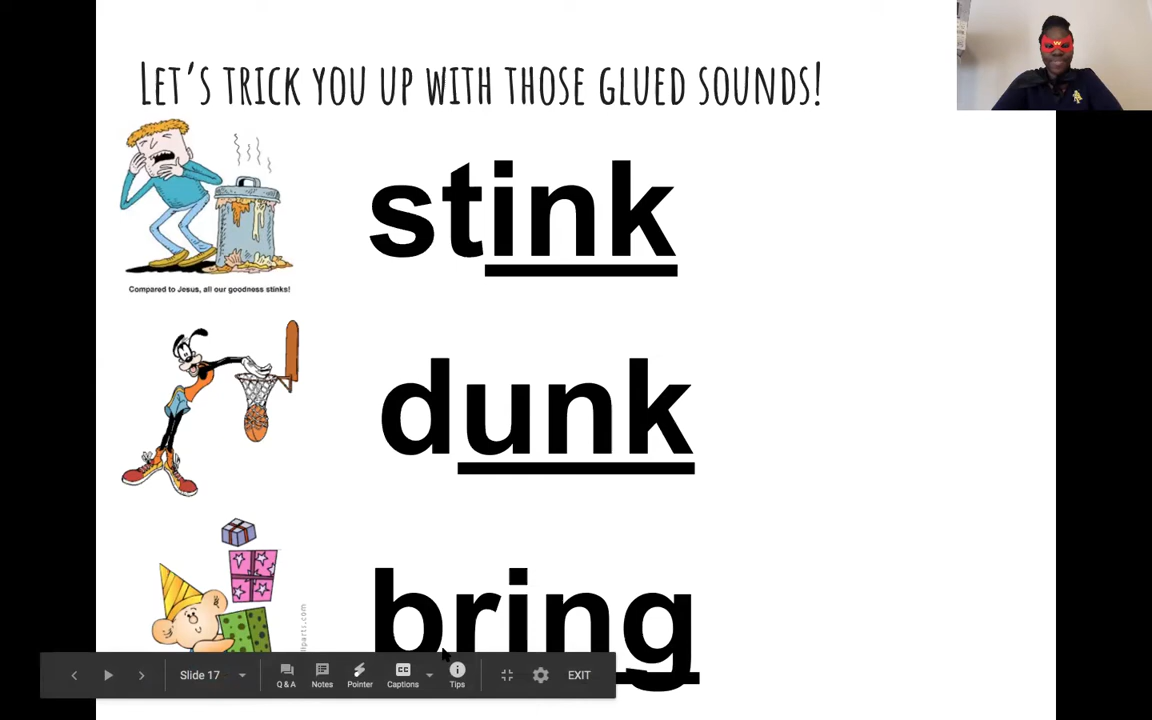 LET'S TRICK YOU UP WITH THOSE GLUED SOUNDS!
stink
Compared to Jesus, all our goodness stinks!
dunk
bring
Slide 17
Q & A
Notes
Pointer
Captions
Tips
EXIT